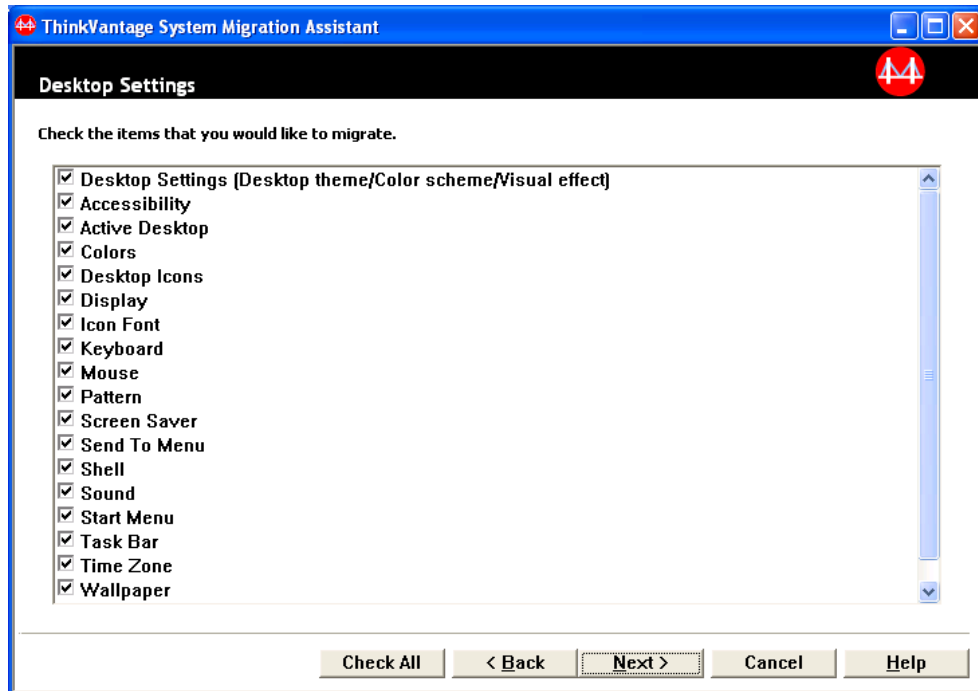 ThinkVantage System Migration Assistant
Desktop Settings
Check the items that you would like to migrate.
Desktop Settings (Desktop theme/Color scheme/Visual effect)
Accessibility
Active Desktop
Colors
Desktop Icons
Display
Icon Font
Keyboard
Mouse
Pattern
Screen Saver
Send To Menu
Shell
Sound
Start Menu
Task Bar
Time Zone
Wallpaper
Check All < Back Next > Cancel Help